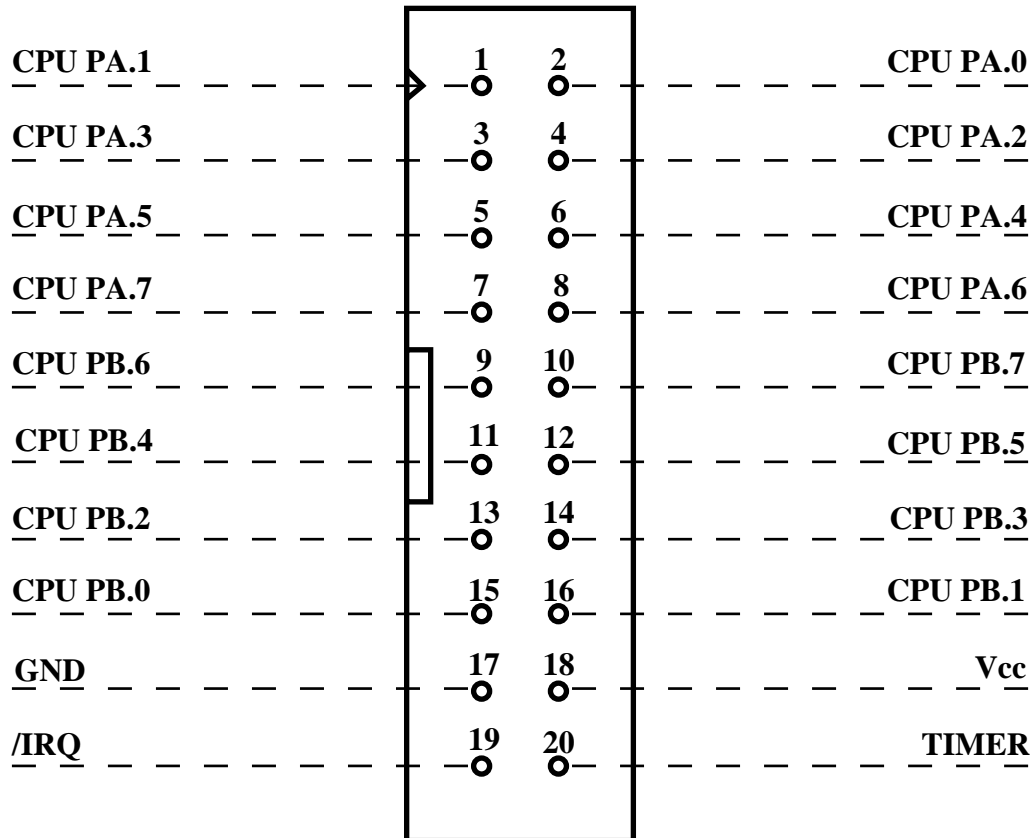 CPU PA.1 1 2 CPU PA.0
CPU PA.3 3 4 CPU PA.2
CPU PA.5 5 6 CPU PA.4
CPU PA.7 7 8 CPU PA.6
CPU PB.6 9 10 CPU PB.7
CPU PB.4 11 12 CPU PB.5
CPU PB.2 13 14 CPU PB.3
CPU PB.0 15 16 CPU PB.1
GND 17 18 Vcc
/IRQ 19 20 TIMER